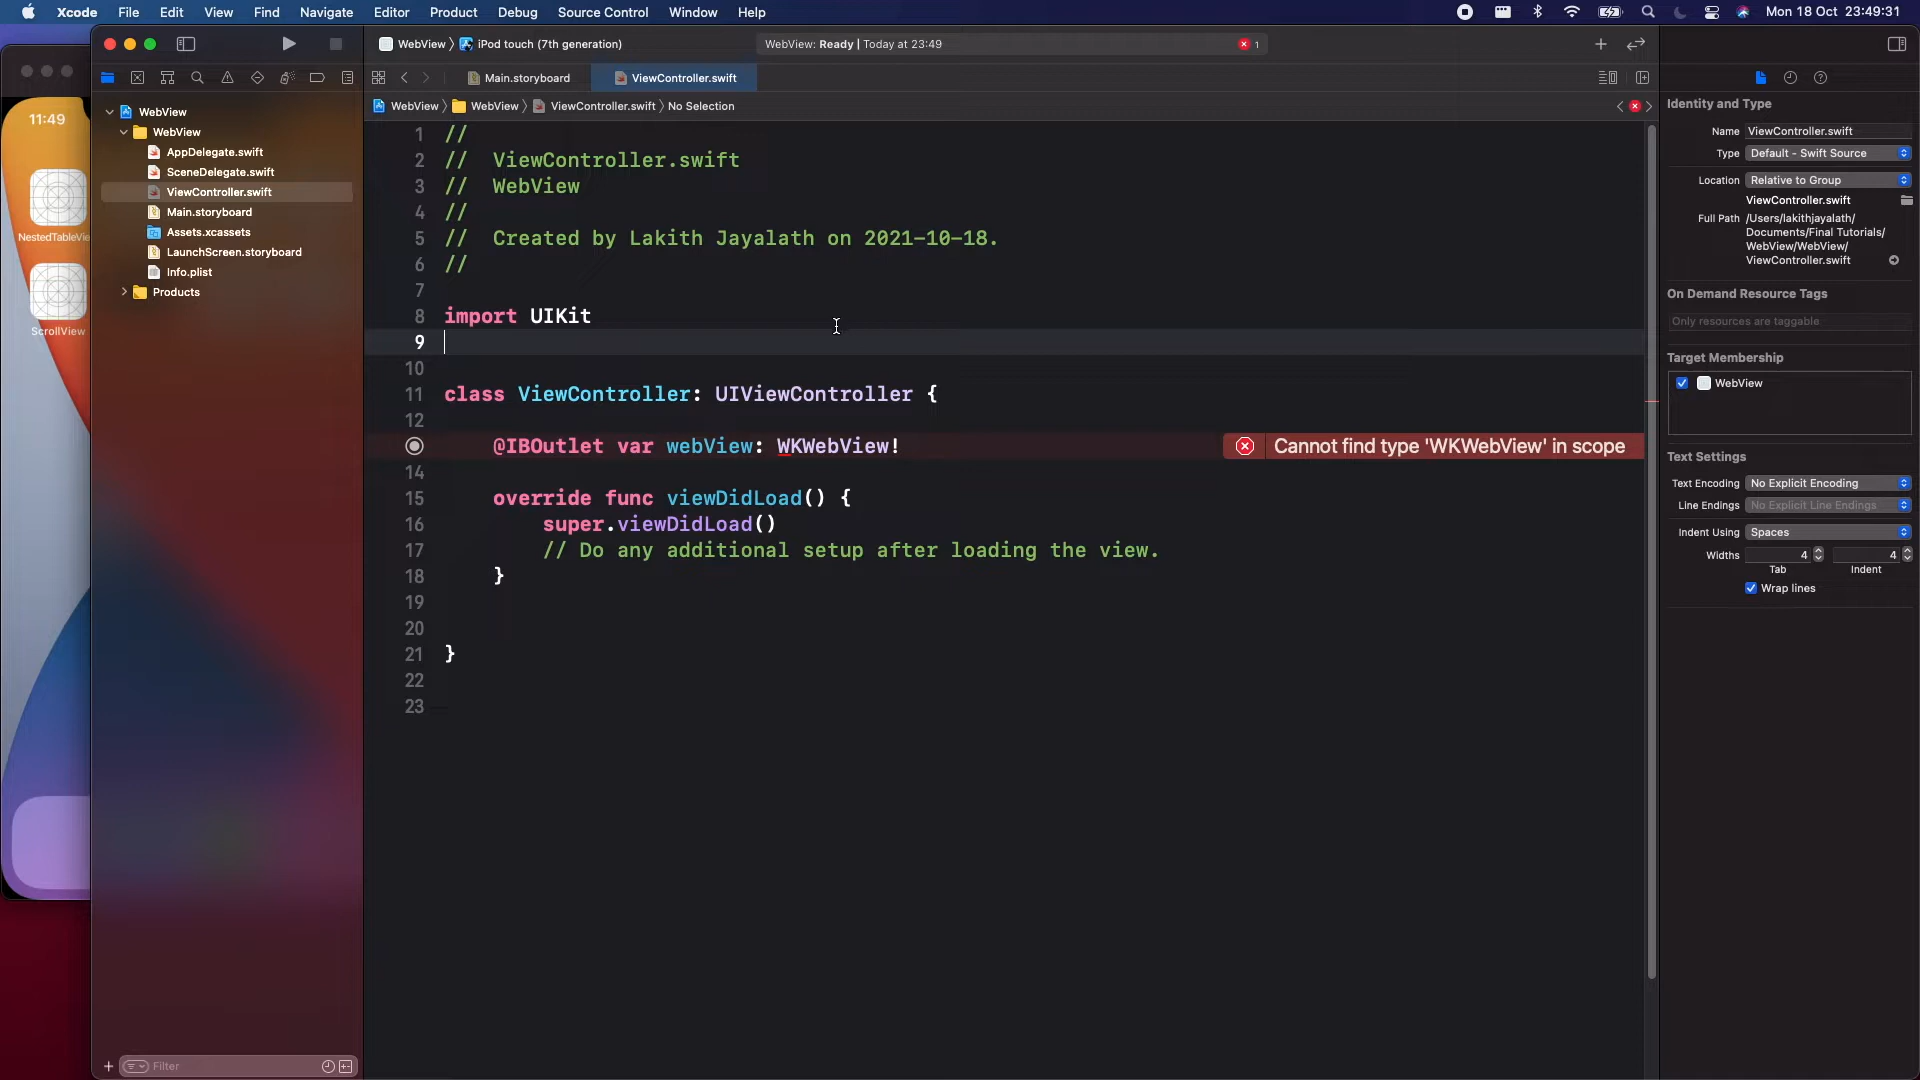 Xcode File Edit View Find Navigate Editor Product Debug Source Control Window Help Mon 18 Oct 23:49:31
WebView iPod touch (7th generation) WebView: Ready | Today at 23:49 1
Main.storyboard ViewController.swift
WebView WebView ViewController.swift No Selection
11:49
NestedTableVie
ScrollView
WebView
WebView
AppDelegate.swift
SceneDelegate.swift
ViewController.swift
Main.storyboard
Assets.xcassets
LaunchScreen.storyboard
Info.plist
Products
Filter
1 //
2 // ViewController.swift
3 // WebView
4 //
5 // Created by Lakith Jayalath on 2021-10-18.
6 //
7
8 import UIKit
9
10
11 class ViewController: UIViewController {
12
@IBOutlet var webView: WKWebView! Cannot find type 'WKWebView' in scope
14
15 override func viewDidLoad() {
16 super.viewDidLoad()
17 // Do any additional setup after loading the view.
18 }
19
20
21 }
22
23
Identity and Type
Name ViewController.swift
Type Default - Swift Source
Location Relative to Group
ViewController.swift
Full Path /Users/lakithjayalath/
Documents/Final Tutorials/
WebView/WebView/
ViewController.swift
On Demand Resource Tags
Only resources are taggable
Target Membership
WebView
Text Settings
Text Encoding No Explicit Encoding
Line Endings No Explicit Line Endings
Indent Using Spaces
Widths 4 4
Tab Indent
Wrap lines